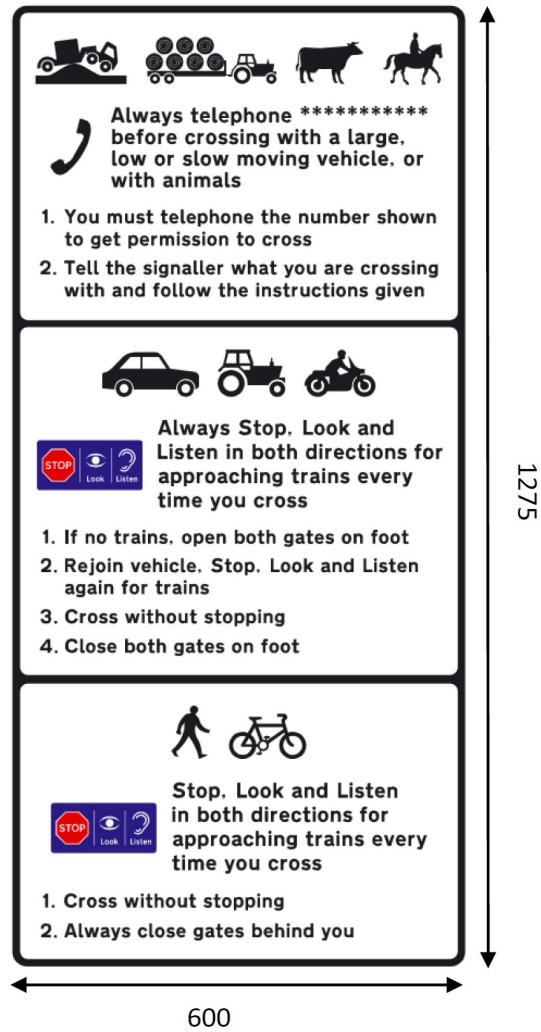 Always telephone ***********
before crossing with a large,
low or slow moving vehicle, or
with animals
1. You must telephone the number shown
to get permission to cross
2. Tell the signaller what you are crossing
with and follow the instructions given
Always Stop, Look and
Listen in both directions for
approaching trains every
time you cross
STOP
Look
Listen
1. If no trains, open both gates on foot
2. Rejoin vehicle, Stop, Look and Listen
again for trains
3. Cross without stopping
4. Close both gates on foot
Stop, Look and Listen
in both directions for
approaching trains every
time you cross
STOP
Look
Listen
1. Cross without stopping
2. Always close gates behind you
1275
600